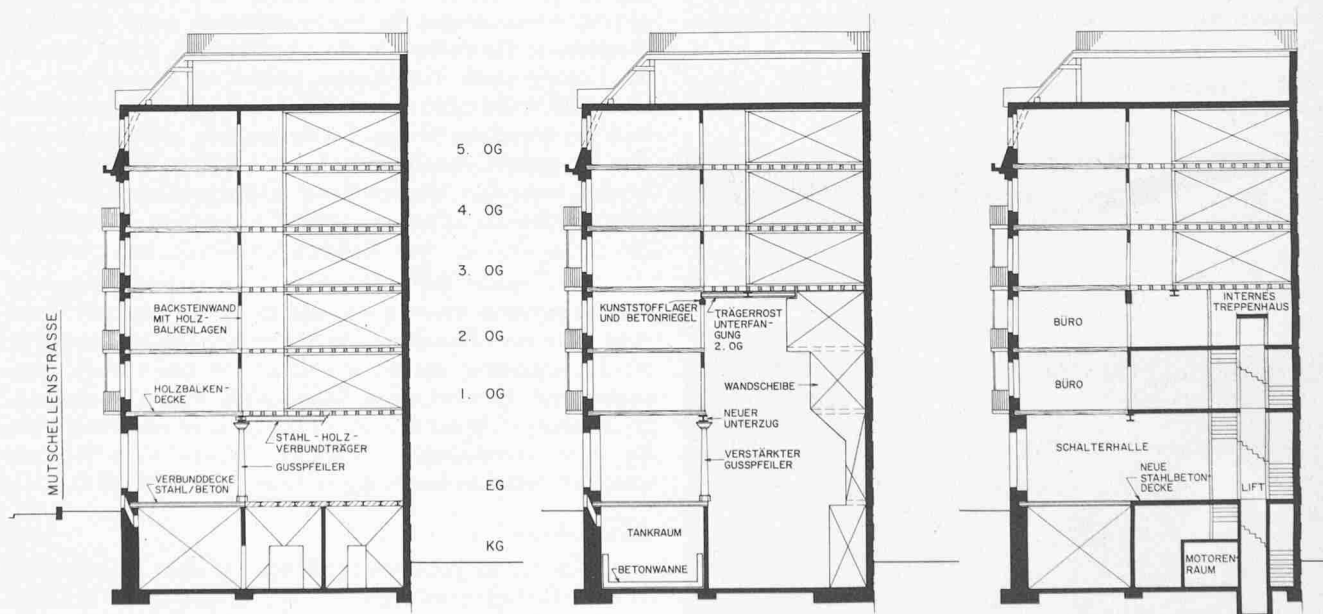 MUTSCHELLENSTRASSE
BACKSTEINWAND
MIT HOLZ-
BALKENLAGEN
HOLZBALKEN-
DECKE
STAHL - HOLZ -
VERBUNDTRÄGER
GUSSPFEILER
VERBUNDDECKE
STAHL / BETON
5. OG
4. OG
3. OG
2. OG
1. OG
EG
KG
KUNSTSTOFFLAGER
UND BETONRIEGEL
TRÄGERROST
UNTERFAN-
GUNG
2. OG
WANDSCHEIBE
NEUER
UNTERZUG
VERSTÄRKTER
GUSSPFEILER
TANKRAUM
BETONWANNE
INTERNES
TREPPENHAUS
BÜRO
BÜRO
SCHALTERHALLE
NEUE
STAHLBETON-
DECKE
LIFT
MOTOREN-
RAUM